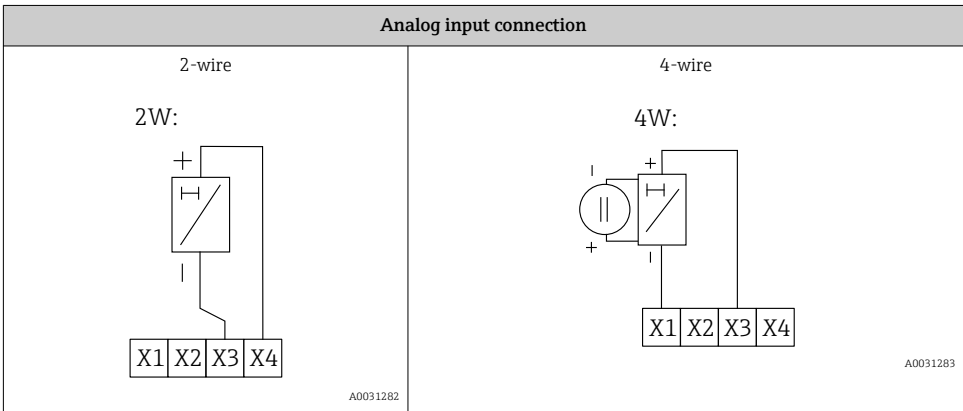 Analog input connection
2-wire
2W:
+
−
X1 X2 X3 X4
A0031282
4-wire
4W:
− +
+ −
X1 X2 X3 X4
A0031283